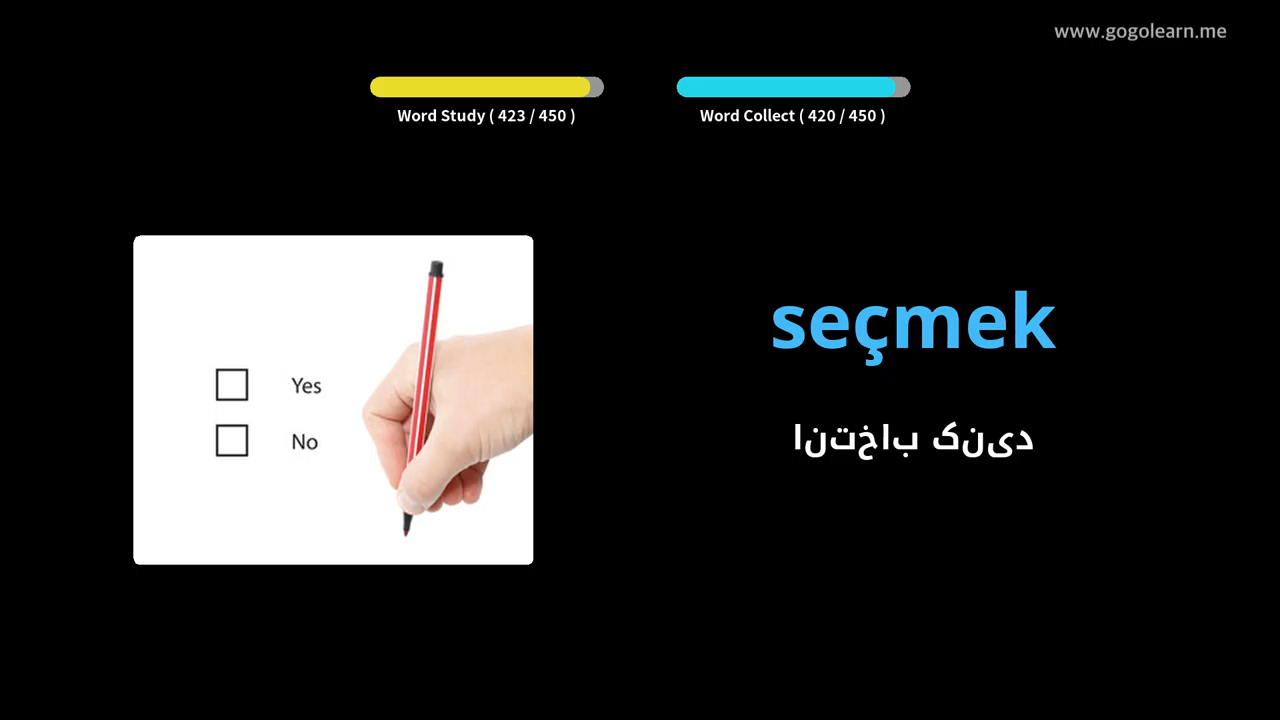 www.gogolearn.me
Word Study ( 423 / 450 )
Word Collect ( 420 / 450 )
Yes
No
seçmek
انتخاب کنید